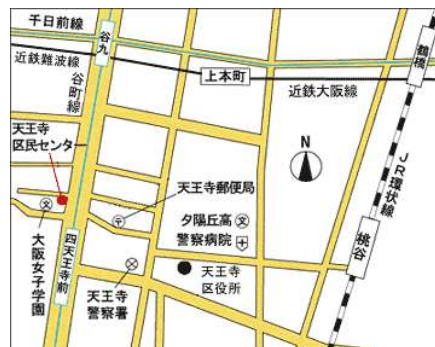 千日前線
谷九
鶴橋
近鉄難波線
上本町
近鉄大阪線
谷町線
天王寺
区民センター
N
JR環状線
天王寺郵便局
夕陽丘高
文
警察病院
文
〒
桃谷
大阪女子学園
四天王寺前
天王寺
区役所
天王寺
警察署